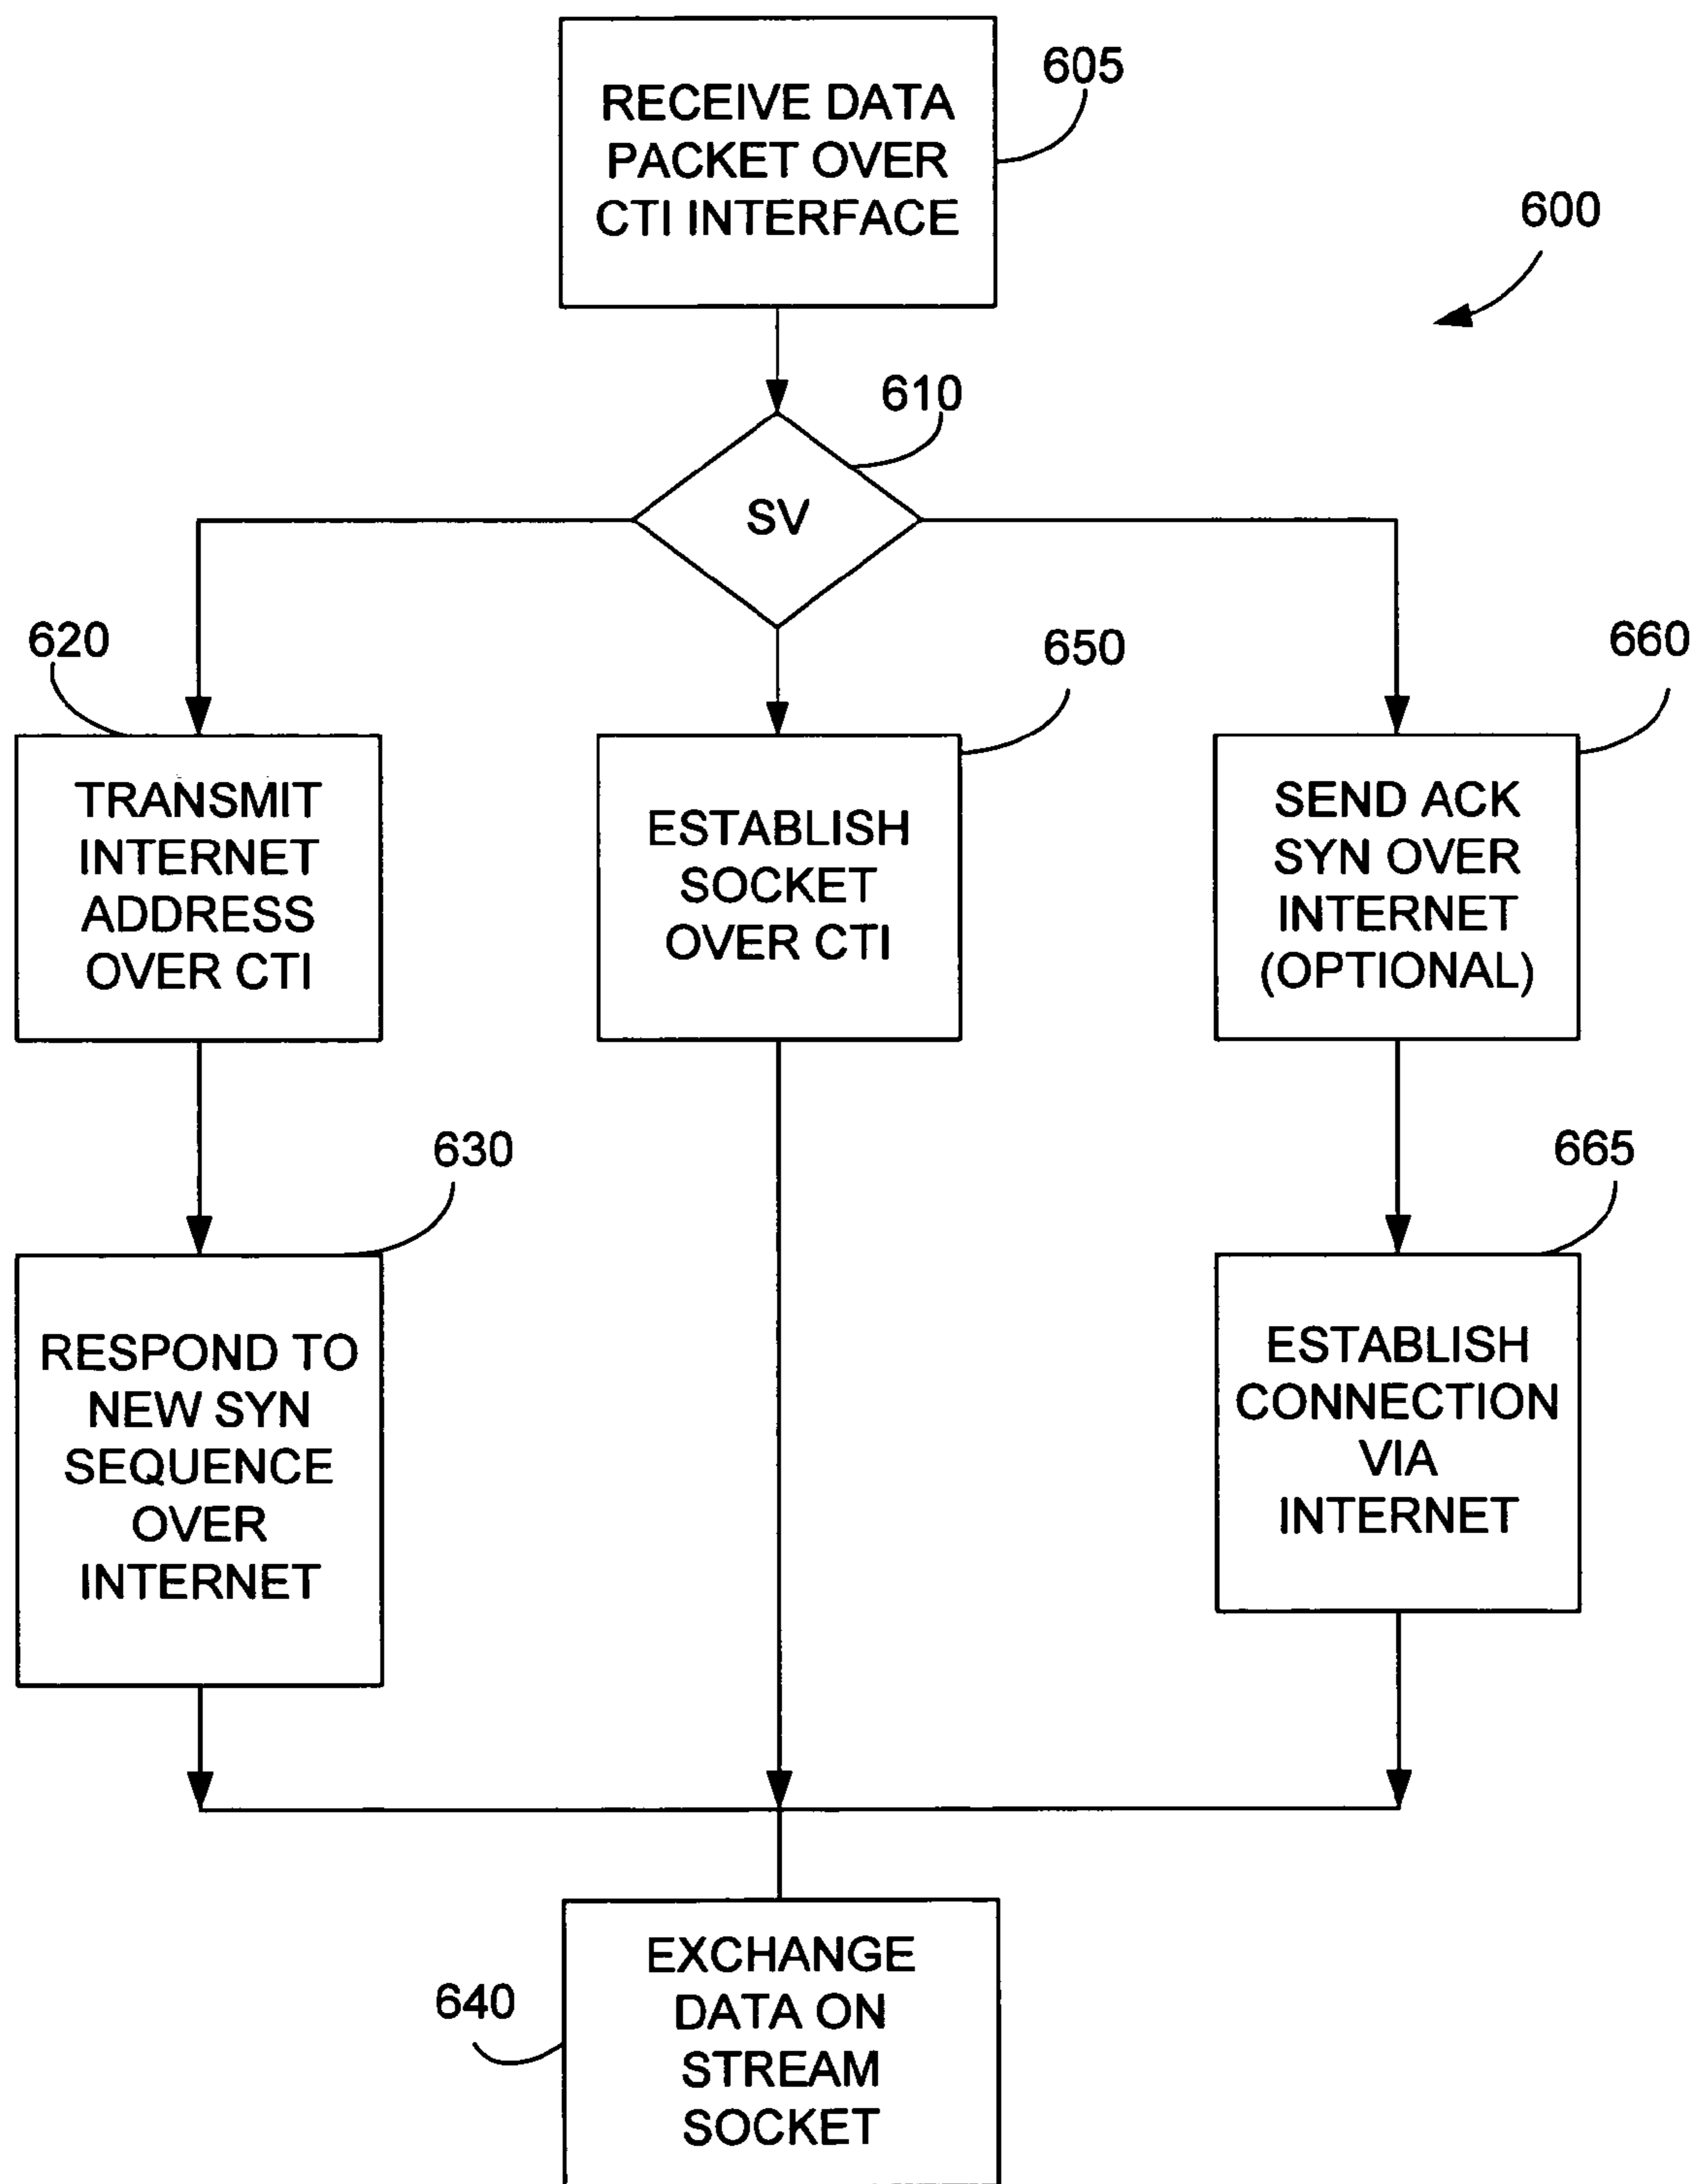 RECEIVE DATA
PACKET OVER
CTI INTERFACE
605
600
610
SV
620
650
660
TRANSMIT
INTERNET
ADDRESS
OVER CTI
ESTABLISH
SOCKET
OVER CTI
SEND ACK
SYN OVER
INTERNET
(OPTIONAL)
630
665
RESPOND TO
NEW SYN
SEQUENCE
OVER
INTERNET
ESTABLISH
CONNECTION
VIA
INTERNET
640
EXCHANGE
DATA ON
STREAM
SOCKET